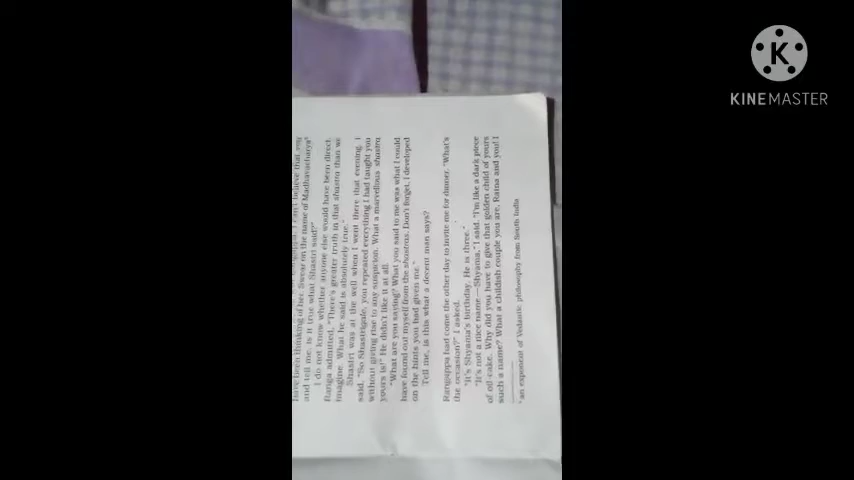 have been thinking of her. Swear on the name of Madhavacharya*
and tell me, is it true what Shastri said?"
I do not know whether anyone else would have been direct.
Ranga admitted, "There's greater truth in that shastra than we
imagine. What he said is absolutely true."
Shastri was at the well when I went there that evening. I
said, "So Shastrigale, you repeated everything I had taught you
without giving rise to any suspicion. What a marvellous shastra
yours is!" He didn't like it at all.
"What are you saying? What you said to me was what I could
have found out myself from the shastras. Don't forget, I developed
on the hints you had given me."
Tell me, is this what a decent man says?
Rangappa had come the other day to invite me for dinner. "What's
the occasion?" I asked.
"It's Shyama's birthday. He is three."
"It's not a nice name — Shyama," I said. "I'm like a dark piece
of oil-cake. Why did you have to give that golden child of yours
such a name? What a childish couple you are, Ratna and you! I
* an exponent of Vedantic philosophy from South India
KINEMASTER